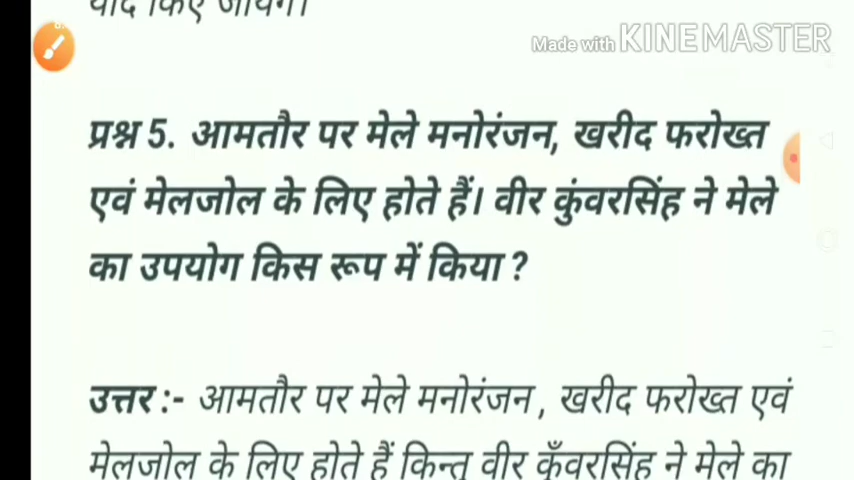 याद किए जायेंगे।
Made with KINEMASTER
प्रश्न 5. आमतौर पर मेले मनोरंजन, खरीद फरोख्त
एवं मेलजोल के लिए होते हैं। वीर कुंवरसिंह ने मेले
का उपयोग किस रूप में किया ?
उत्तर :- आमतौर पर मेले मनोरंजन, खरीद फरोख्त एवं
मेलजोल के लिए होते हैं किन्तु वीर कुँवरसिंह ने मेले का